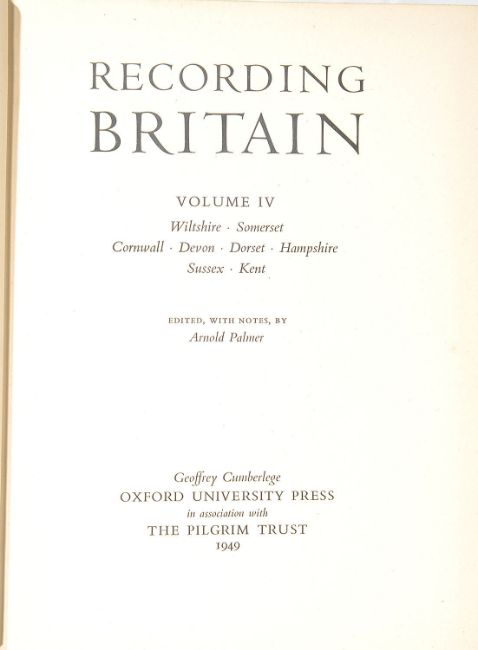 RECORDING
BRITAIN
VOLUME IV
Wiltshire · Somerset
Cornwall · Devon · Dorset · Hampshire
Sussex · Kent
EDITED, WITH NOTES, BY
Arnold Palmer
Geoffrey Cumberlege
OXFORD UNIVERSITY PRESS
in association with
THE PILGRIM TRUST
1949